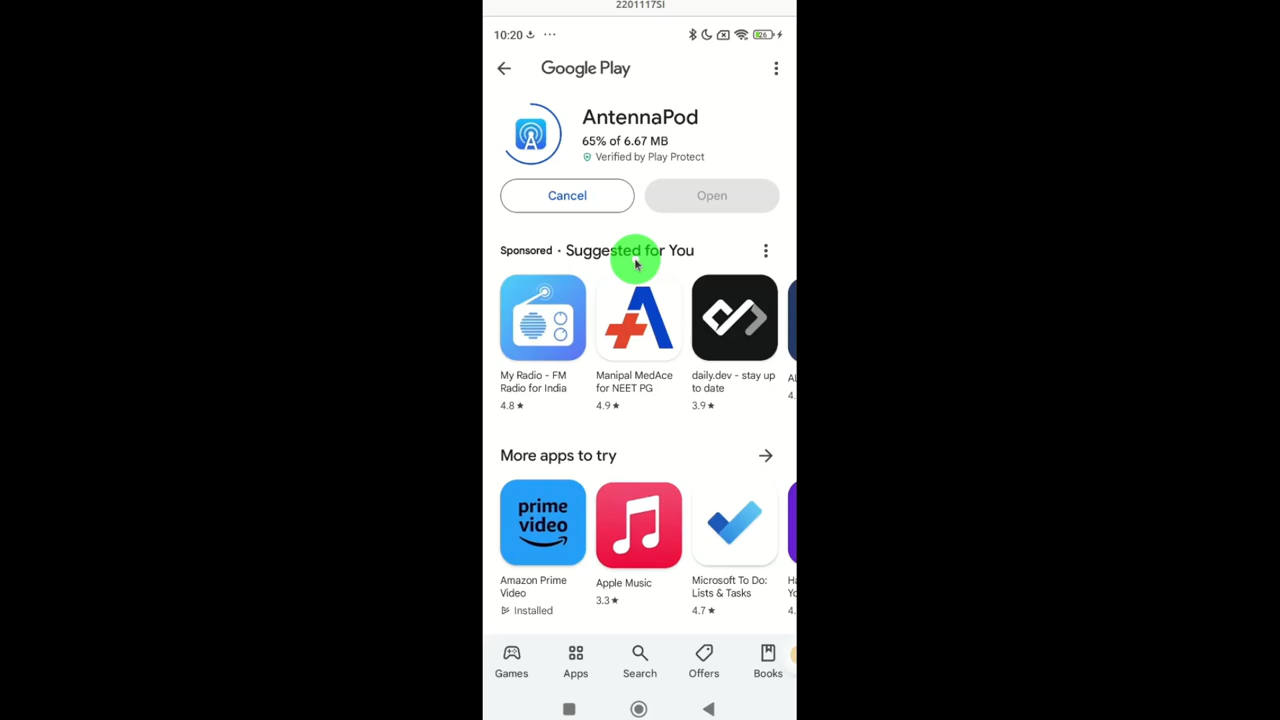 2201117SI
10:20
26
Google Play
AntennaPod
65% of 6.67 MB
Verified by Play Protect
Cancel
Open
Sponsored · Suggested for You
My Radio - FM
Radio for India
4.8 ★
Manipal MedAce
for NEET PG
4.9 ★
daily.dev - stay up
to date
3.9 ★
4.
More apps to try
prime
video
Amazon Prime
Video
Installed
Apple Music
3.3 ★
Microsoft To Do:
Lists & Tasks
4.7 ★
4.
Games
Apps
Search
Offers
Books